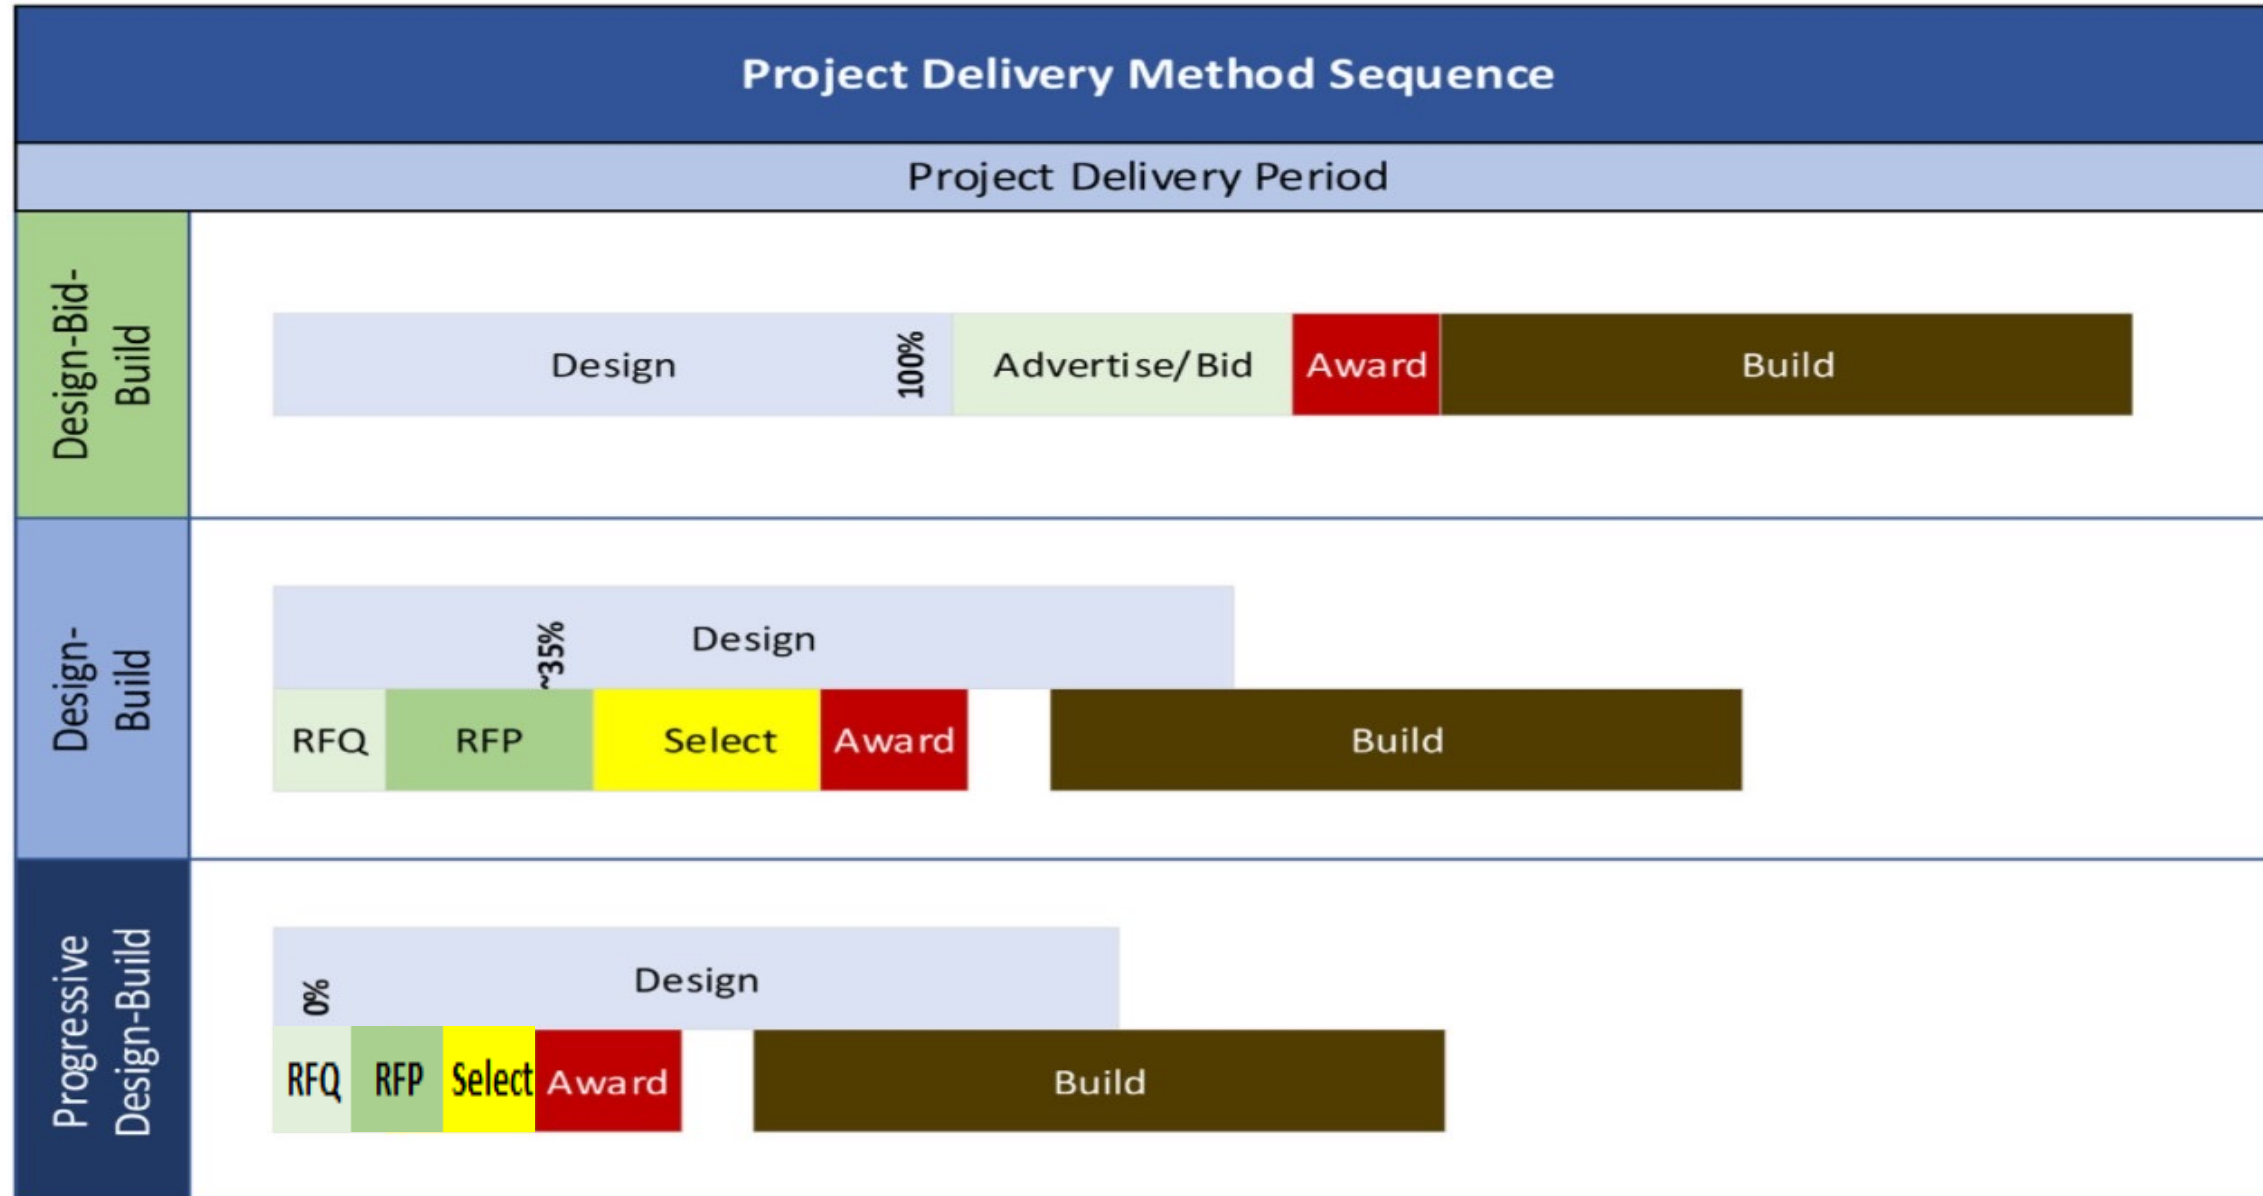 Project Delivery Method Sequence
Project Delivery Period
Design-Bid-
Build
Design
100%
Advertise/Bid
Award
Build
Design-
Build
~35%
Design
RFQ
RFP
Select
Award
Build
Progressive
Design-Build
0%
Design
RFQ
RFP
Select
Award
Build